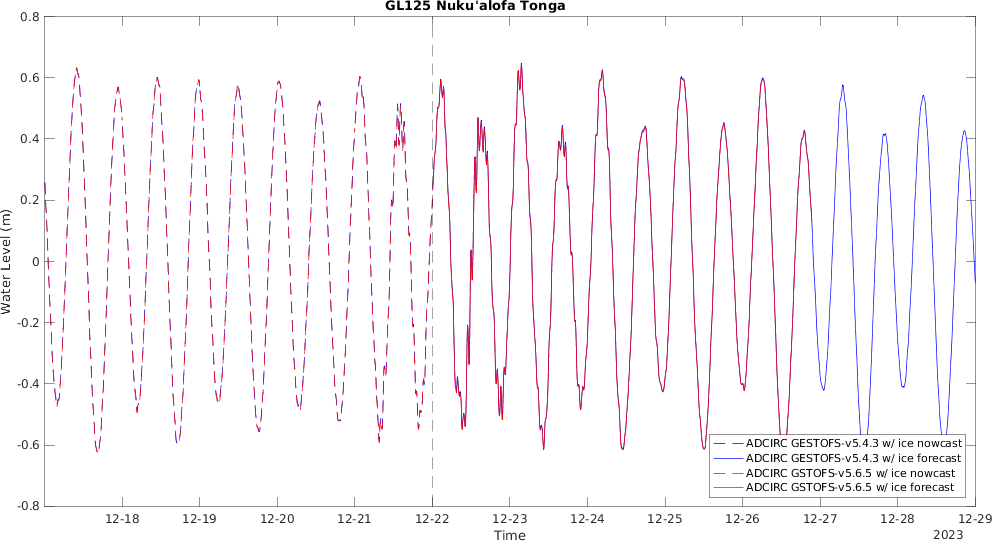 GL125 Nuku'alofa Tonga
0.8
0.6
0.4
0.2
0
-0.2
-0.4
-0.6
-0.8
Water Level (m)
ADCIRC GESTOFS-v5.4.3 w/ ice nowcast
ADCIRC GESTOFS-v5.4.3 w/ ice forecast
ADCIRC GSTOFS-v5.6.5 w/ ice nowcast
ADCIRC GSTOFS-v5.6.5 w/ ice forecast
12-18 12-19 12-20 12-21 12-22 12-23 12-24 12-25 12-26 12-27 12-28 12-29
Time
2023